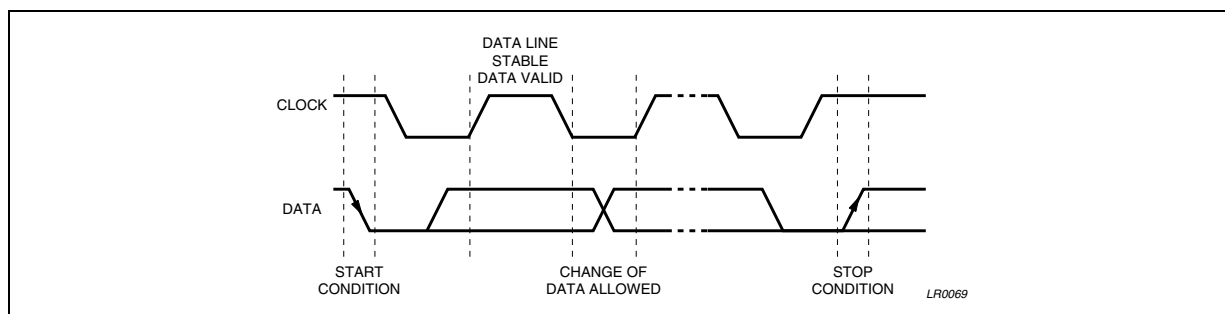 DATA LINE
STABLE
DATA VALID
CLOCK
DATA
START
CONDITION
CHANGE OF
DATA ALLOWED
STOP
CONDITION
LR0069